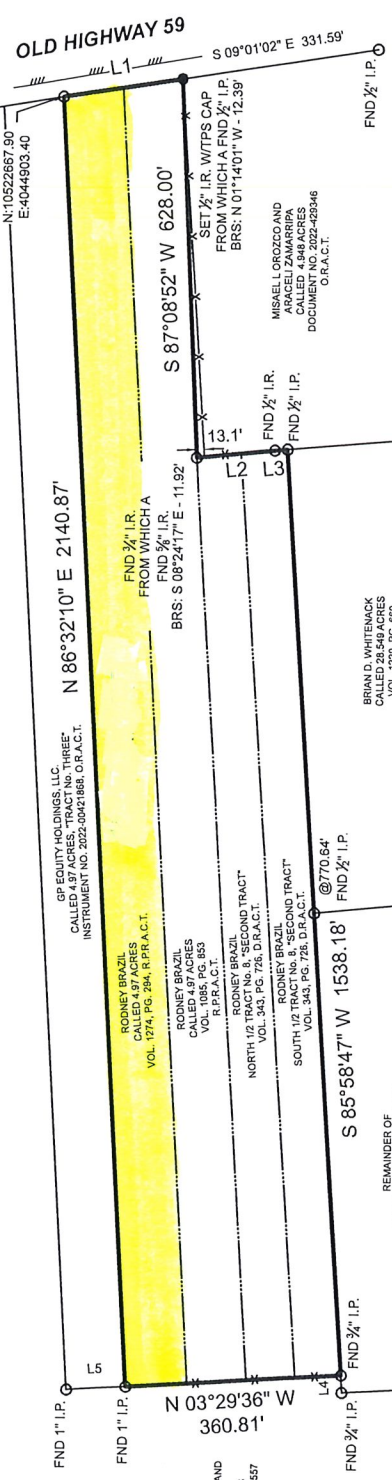 OLD HIGHWAY 59
L1
S 09°01'02" E 331.59'
FND ½" I.P.
N:10522667.90
E:4044903.40
SET ½" I.R. W/TPS CAP
FROM WHICH A FND ½" I.P.
BRS: N 01°14'01" W - 12.39'
S 87°08'52" W 628.00'
MISAEL L OROZCO AND
ARACELI ZAMARRIPA
CALLED 4.948 ACRES
DOCUMENT NO. 2022-429346
O.R.A.C.T.
13.1'
L2
L3
FND ½" I.R.
FND ½" I.P.
FND ¾" I.R.
FROM WHICH A
FND ⅝" I.R.
BRS: S 08°24'17" E - 11.92'
N 86°32'10" E 2140.87'
GP EQUITY HOLDINGS, LLC.
CALLED 4.97 ACRES, "TRACT No. THREE"
INSTRUMENT NO. 2022-00421868, O.R.A.C.T.
BRIAN D. WHITENACK
CALLED 28.549 ACRES
RODNEY BRAZIL
CALLED 4.97 ACRES
VOL. 1274, PG. 294, R.P.R.A.C.T.
RODNEY BRAZIL
CALLED 4.97 ACRES
VOL. 1085, PG. 853
R.P.R.A.C.T.
RODNEY BRAZIL
NORTH 1/2 TRACT No. 8, "SECOND TRACT"
VOL. 343, PG. 726, D.R.A.C.T.
RODNEY BRAZIL
SOUTH 1/2 TRACT No. 8, "SECOND TRACT"
VOL. 343, PG. 726, D.R.A.C.T.
@770.64'
FND ½" I.P.
S 85°58'47" W 1538.18'
REMAINDER OF
L5
FND 1" I.P.
FND 1" I.P.
N 03°29'36" W
360.81'
L4
FND ¾" I.P.
FND ¾" I.P.
AND
557